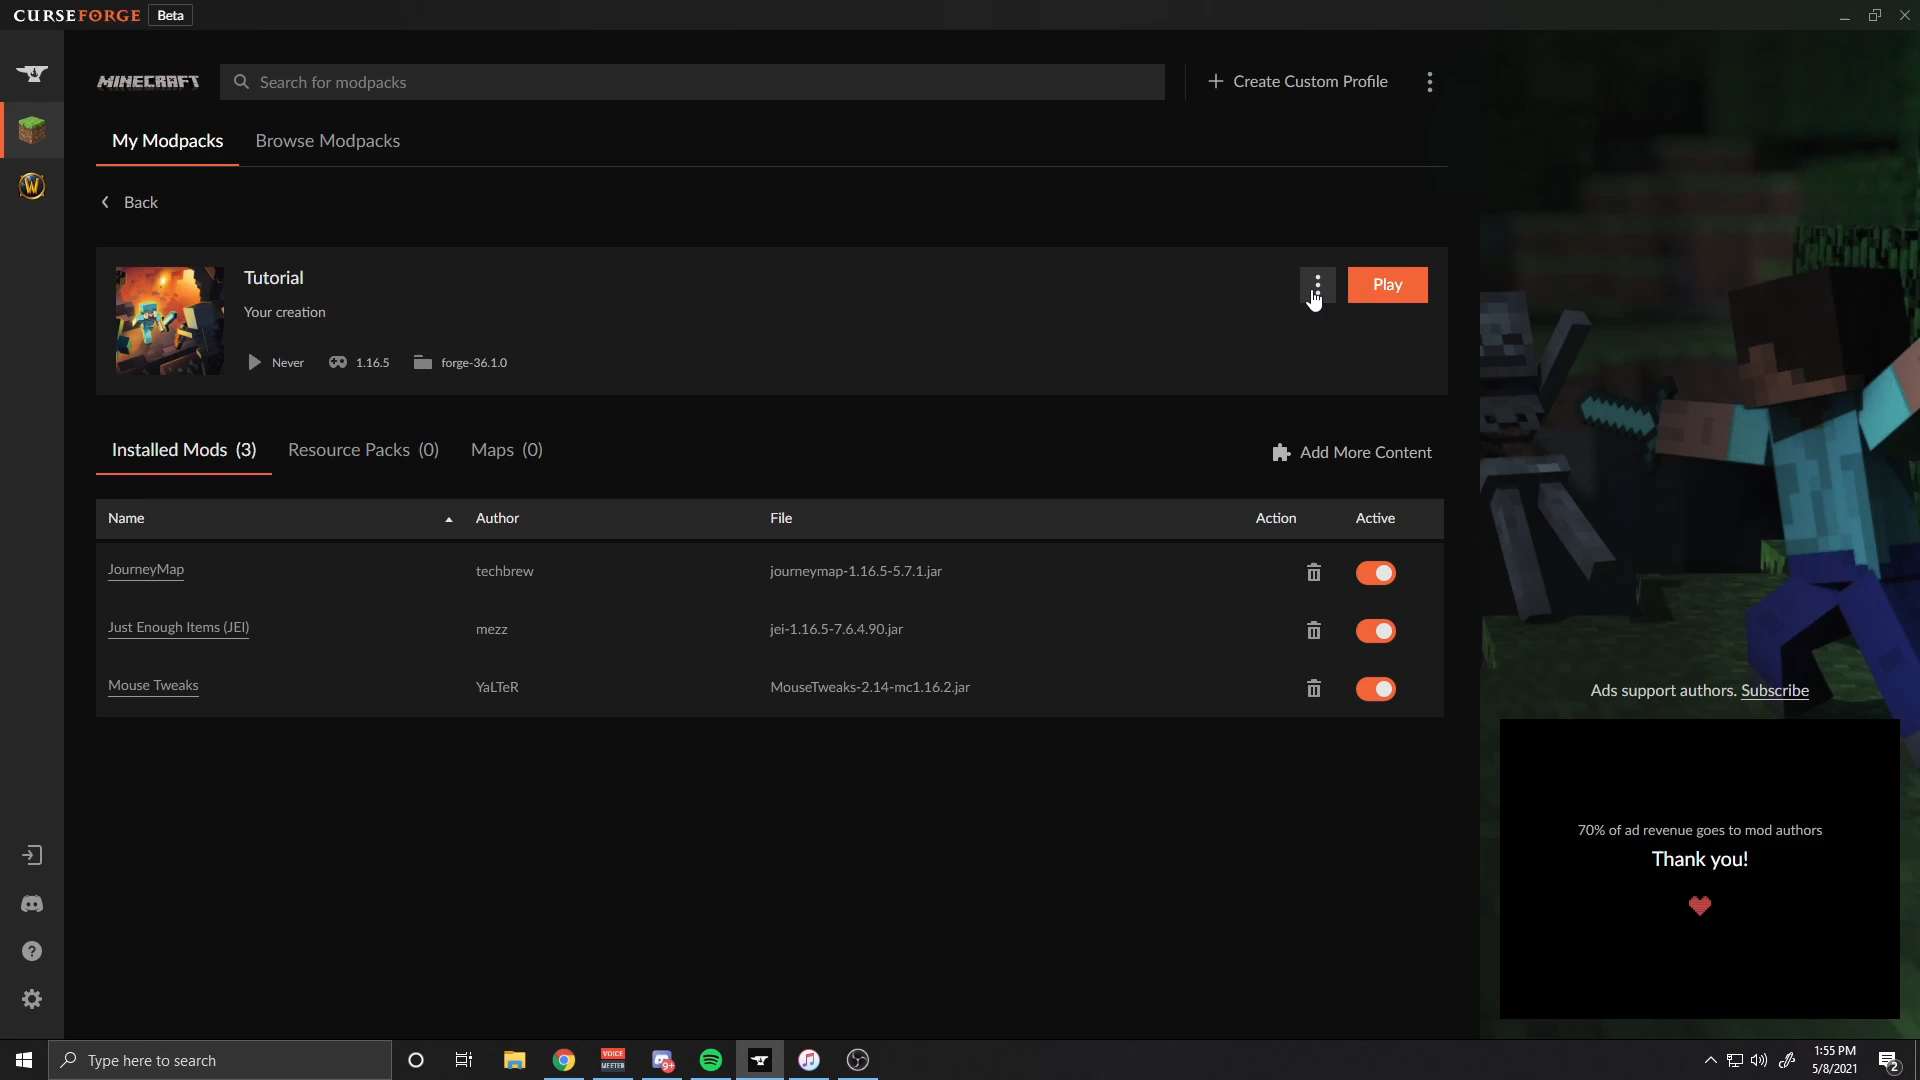 CURSEFORGE Beta
MINECRAFT
Search for modpacks
Create Custom Profile
My Modpacks
Browse Modpacks
Back
Tutorial
Your creation
Play
Never
1.16.5
forge-36.1.0
Installed Mods (3)
Resource Packs (0)
Maps (0)
Add More Content
Name
Author
File
Action
Active
JourneyMap
techbrew
journeymap-1.16.5-5.7.1.jar
Just Enough Items (JEI)
mezz
jei-1.16.5-7.6.4.90.jar
Mouse Tweaks
YaLTeR
MouseTweaks-2.14-mc1.16.2.jar
Ads support authors. Subscribe
70% of ad revenue goes to mod authors
Thank you!
Type here to search
VOICE
MEETER
9+
1:55 PM
5/8/2021
2